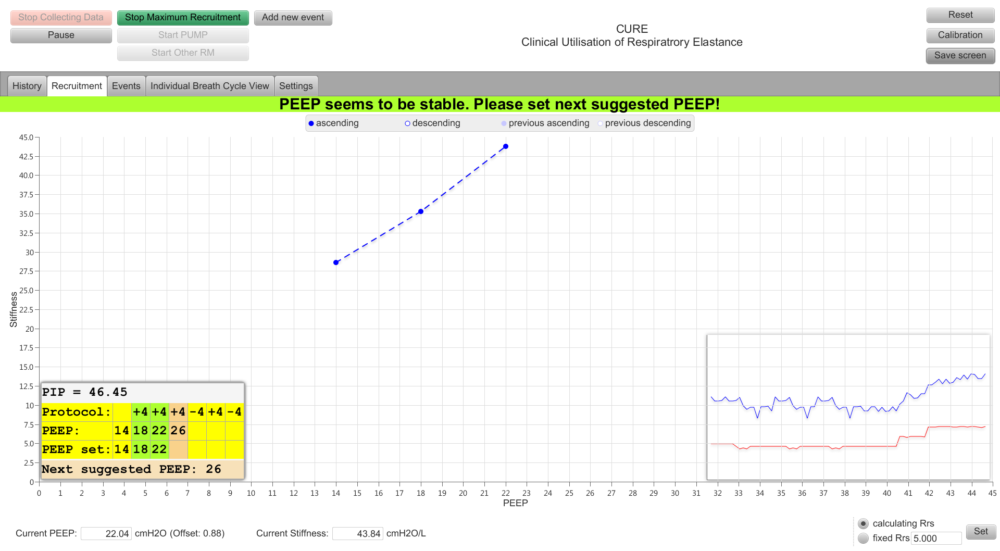 Stop Collecting Data
Stop Maximum Recruitment
Add new event
Pause
Start PUMP
Start Other RM
CURE
Clinical Utilisation of Respiratrory Elastance
Reset
Calibration
Save screen
History
Recruitment
Events
Individual Breath Cycle View
Settings
PEEP seems to be stable. Please set next suggested PEEP!
ascending descending previous ascending previous descending
45.0
42.5
40.0
37.5
35.0
32.5
30
27.5
25.0
22.5
20
17.5
15.0
12.5
10
7.5
5.0
2.5
0
Stiffness
PIP = 46.45
Protocol: +4 +4 +4 -4 +4 -4
PEEP: 14 18 22 26
PEEP set: 14 18 22
Next suggested PEEP: 26
0 1 2 3 4 5 6 7 8 9 10 11 12 13 14 15 16 17 18 19 20 21 22 23 24 25 26 27 28 29 30 31 32 33 34 35 36 37 38 39 40 41 42 43 44 45
PEEP
Current PEEP: 22.04 cmH2O (Offset: 0.88)
Current Stiffness: 43.84 cmH2O/L
calculating Rrs
fixed Rrs 5.000
Set